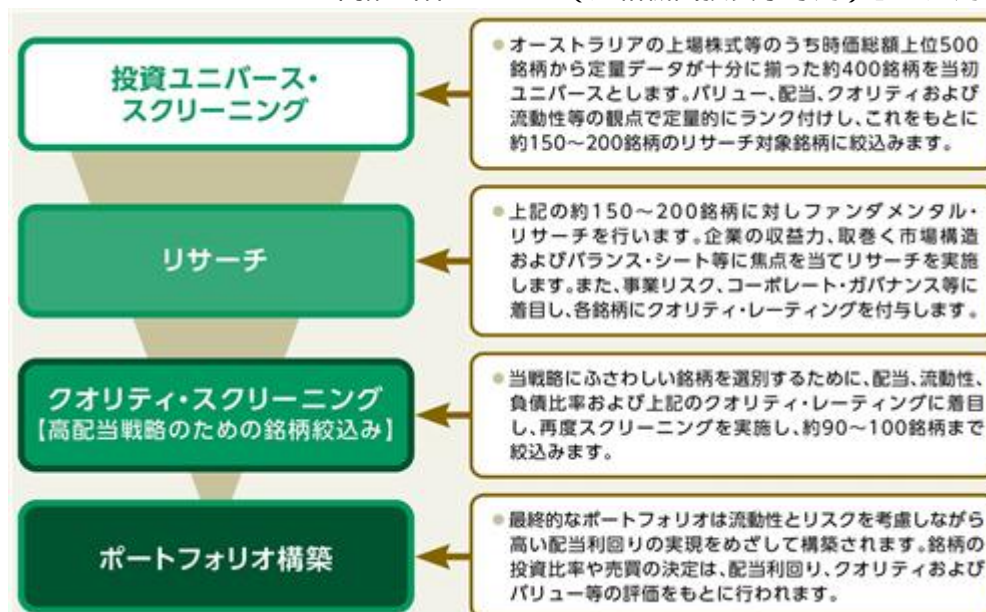 投資ユニバース・
スクリーニング
●オーストラリアの上場株式等のうち時価総額上位500
銘柄から定量データが十分に揃った約400銘柄を当初
ユニバースとします。バリュー、配当、クオリティおよび
流動性等の観点で定量的にランク付けし、これをもとに
約150～200銘柄のリサーチ対象銘柄に絞込みます。
リサーチ
●上記の約150～200銘柄に対しファンダメンタル・
リサーチを行います。企業の収益力、取巻く市場構造
およびバランス・シート等に焦点を当てリサーチを実施
します。また、事業リスク、コーポレート・ガバナンス等に
着目し、各銘柄にクオリティ・レーティングを付与します。
クオリティ・スクリーニング
【高配当戦略のための銘柄絞込み】
●当戦略にふさわしい銘柄を選別するために、配当、流動性、
負債比率および上記のクオリティ・レーティングに着目
し、再度スクリーニングを実施し、約90～100銘柄まで
絞込みます。
ポートフォリオ構築
●最終的なポートフォリオは流動性とリスクを考慮しながら
高い配当利回りの実現をめざして構築されます。銘柄の
投資比率や売買の決定は、配当利回り、クオリティおよび
バリュー等の評価をもとに行われます。